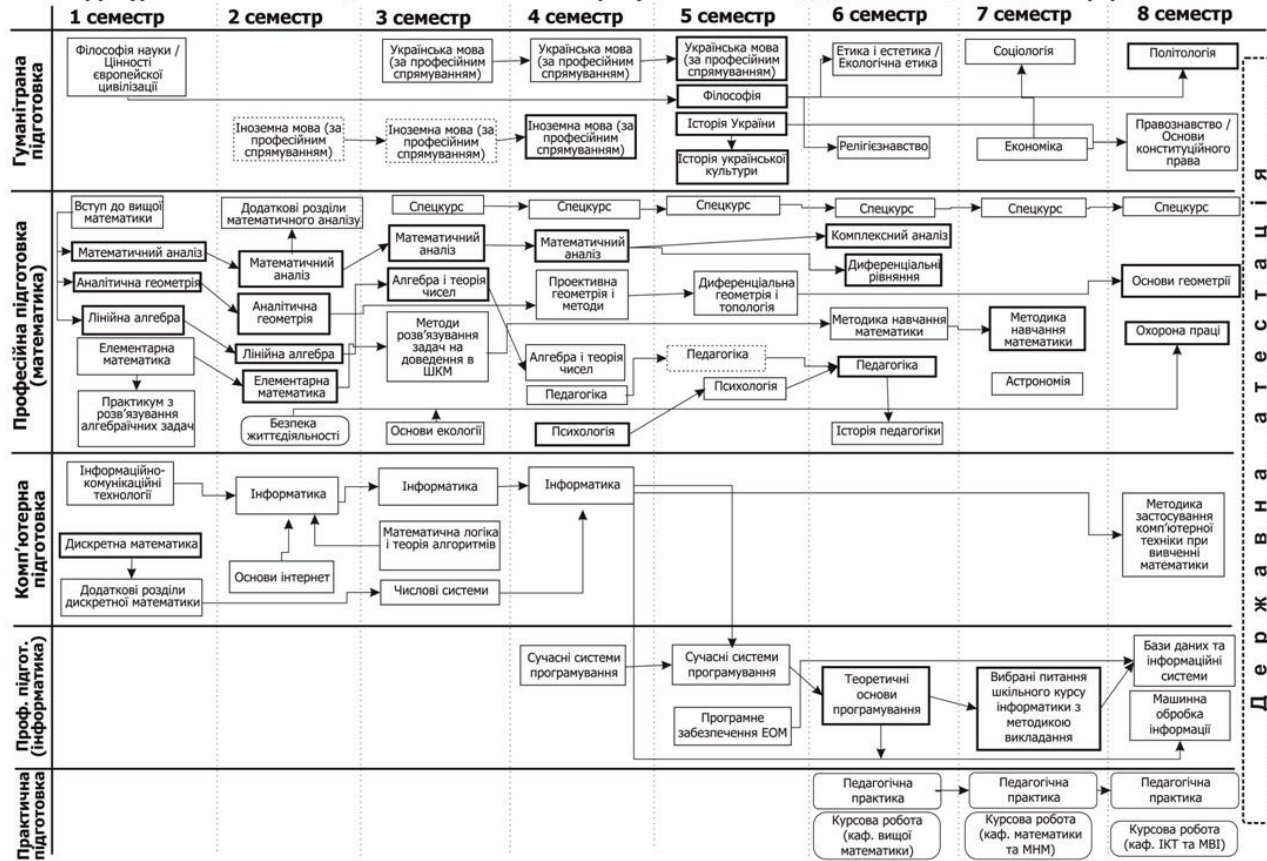 1 семестр
2 семестр
3 семестр
4 семестр
5 семестр
6 семестр
7 семестр
8 семестр
Гуманітрана
підготовка
Філософія науки /
Цінності
європейскої
цивілізації
Українська мова
(за професійним
спрямуванням)
Українська мова
(за професійним
спрямуванням)
Українська мова
(за професійним
спрямуванням)
Етика і естетика /
Екологічна етика
Соціологія
Політологія
Філософія
Іноземна мова (за
професійним
спрямуванням)
Іноземна мова (за
професійним
спрямуванням)
Іноземна мова (за
професійним
спрямуванням)
Історія України
Історія української
культури
Релігієзнавство
Економіка
Правознавство /
Основи
конституційного
права
Професійна підготовка
(математика)
Вступ до вищої
математики
Додаткові розділи
математичного аналізу
Спецкурс
Спецкурс
Спецкурс
Спецкурс
Спецкурс
Спецкурс
Математичний аналіз
Математичний
аналіз
Математичний
аналіз
Математичний
аналіз
Комплексний аналіз
Диференціальні
рівняння
Аналітична геометрія
Аналітична
геометрія
Алгебра і теорія
чисел
Проективна
геометрія і
методи
Диференціальна
геометрія і
топологія
Основи геометрії
Лінійна алгебра
Лінійна алгебра
Методи
розв'язування
задач на
доведення в
ШКМ
Алгебра і теорія
чисел
Методика навчання
математики
Методика
навчання
математики
Охорона праці
Елементарна
математика
Елементарна
математика
Педагогіка
Педагогіка
Педагогіка
Астрономія
Практикум з
розв'язування
алгебраїчних задач
Безпека
життєдіяльності
Основи екології
Психологія
Психологія
Історія педагогіки
Комп'ютерна
підготовка
Інформаційно-
комунікаційні
технології
Інформатика
Інформатика
Інформатика
Методика
застосування
комп'ютерної
техніки при
вивченні
математики
Дискретна математика
Математична логіка
і теорія алгоритмів
Основи інтернет
Додаткові розділи
дискретної математики
Числові системи
Проф. підгот.
(інформатика)
Сучасні системи
програмування
Сучасні системи
програмування
Теоретичні
основи
програмування
Вибрані питання
шкільного курсу
інформатики з
методикою
викладання
Бази даних та
інформаційні
системи
Програмне
забезпечення ЕОМ
Машинна
обробка
інформації
Практична
підготовка
Педагогічна
практика
Педагогічна
практика
Педагогічна
практика
Курсова робота
(каф. вищої
математики)
Курсова робота
(каф. математики
та МНМ)
Курсова робота
(каф. ІКТ та МВІ)
Державна атестація